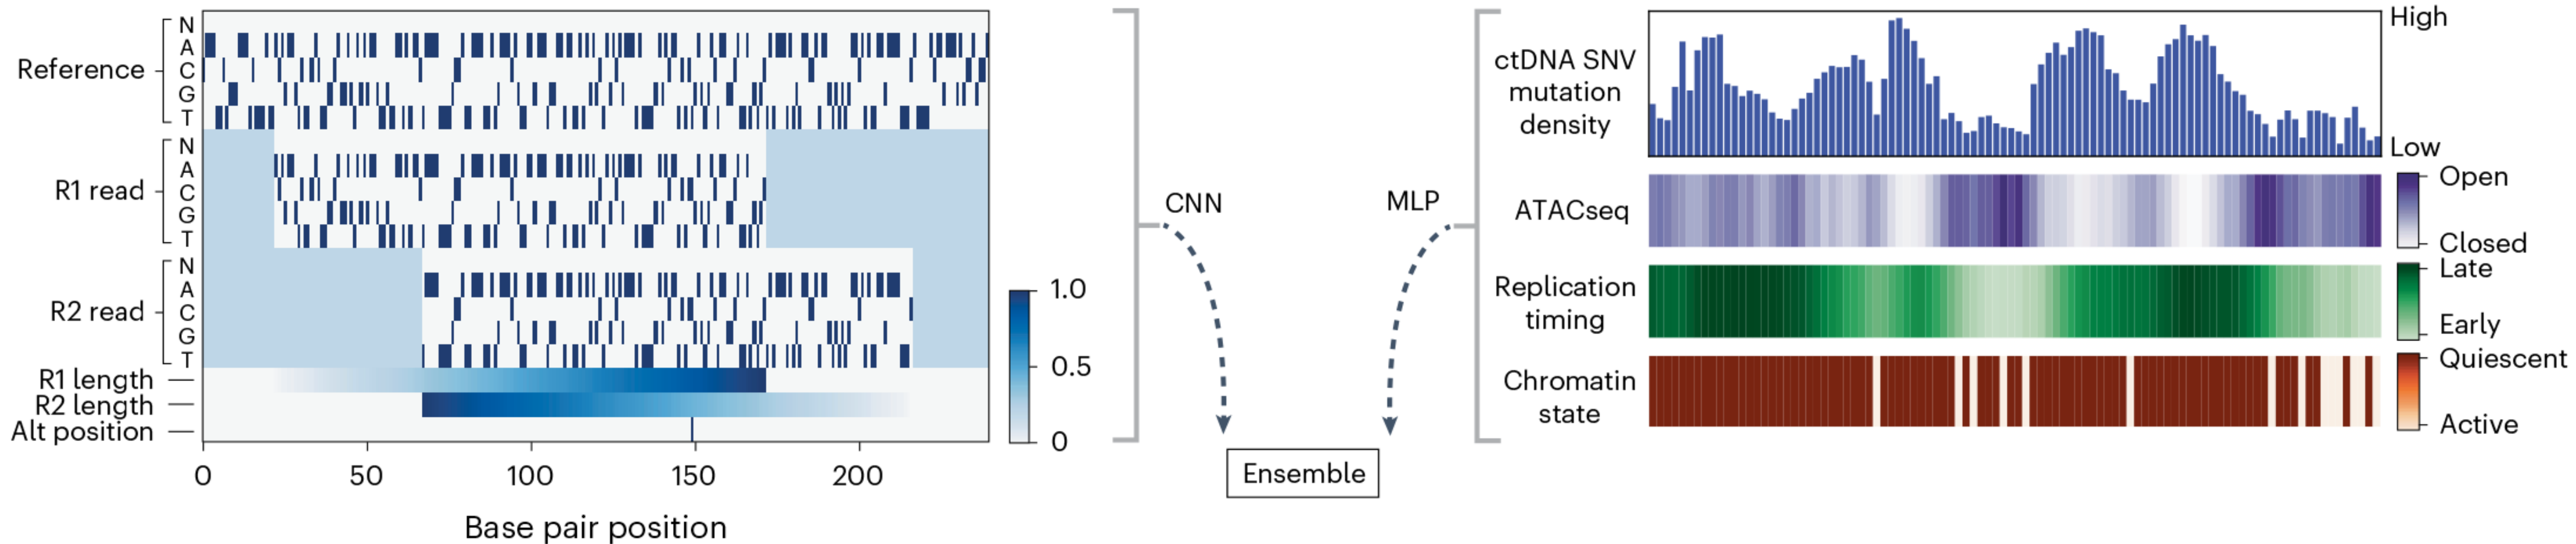 Reference
N
A
C
G
T
R1 read
N
A
C
G
T
R2 read
N
A
C
G
T
R1 length
R2 length
Alt position
0
50
100
150
200
Base pair position
1.0
0.5
0
CNN
MLP
Ensemble
ctDNA SNV
mutation
density
High
Low
ATACseq
Open
Closed
Replication
timing
Late
Early
Chromatin
state
Quiescent
Active